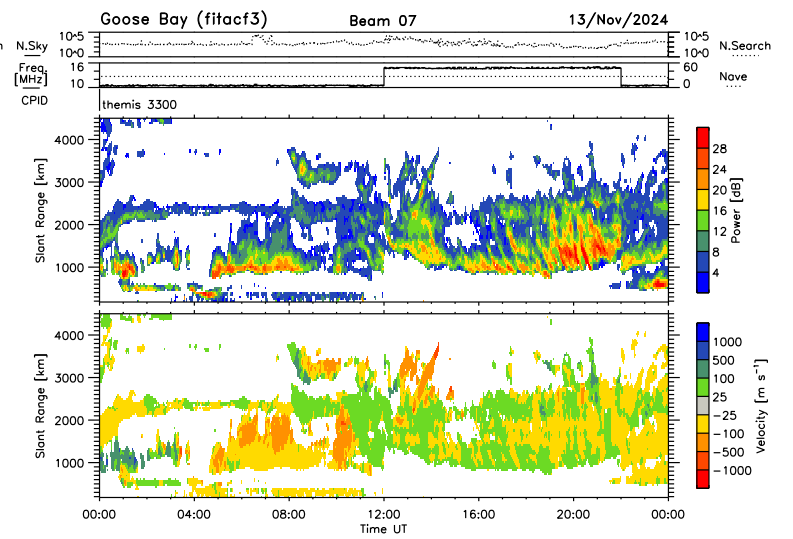 Goose Bay (fitacf3) Beam 07 13/Nov/2024
n N.Sky 10^5 10^5 N.Search
10^0 10^0
Freq. 16 60 Nave
[MHz] 10 0
CPID
themis 3300
4000
3000
2000
1000
Slant Range [km]
28
24
20
16
12
8
4
Power [dB]
4000
3000
2000
1000
Slant Range [km]
1000
500
100
25
−25
−100
−500
−1000
Velocity [m s⁻¹]
00:00 04:00 08:00 12:00 16:00 20:00 00:00
Time UT